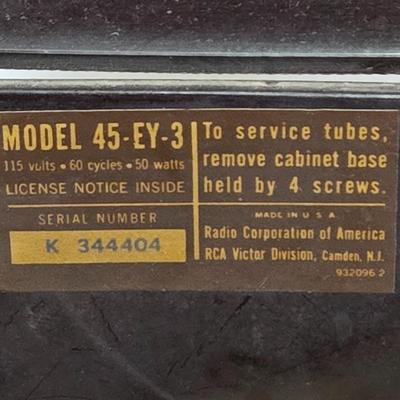 MODEL 45-EY-3
115 volts • 60 cycles • 50 watts
LICENSE NOTICE INSIDE
SERIAL NUMBER
K 344404
To service tubes,
remove cabinet base
held by 4 screws.
MADE IN U S A
Radio Corporation of America
RCA Victor Division, Camden, N.J.
932096 2